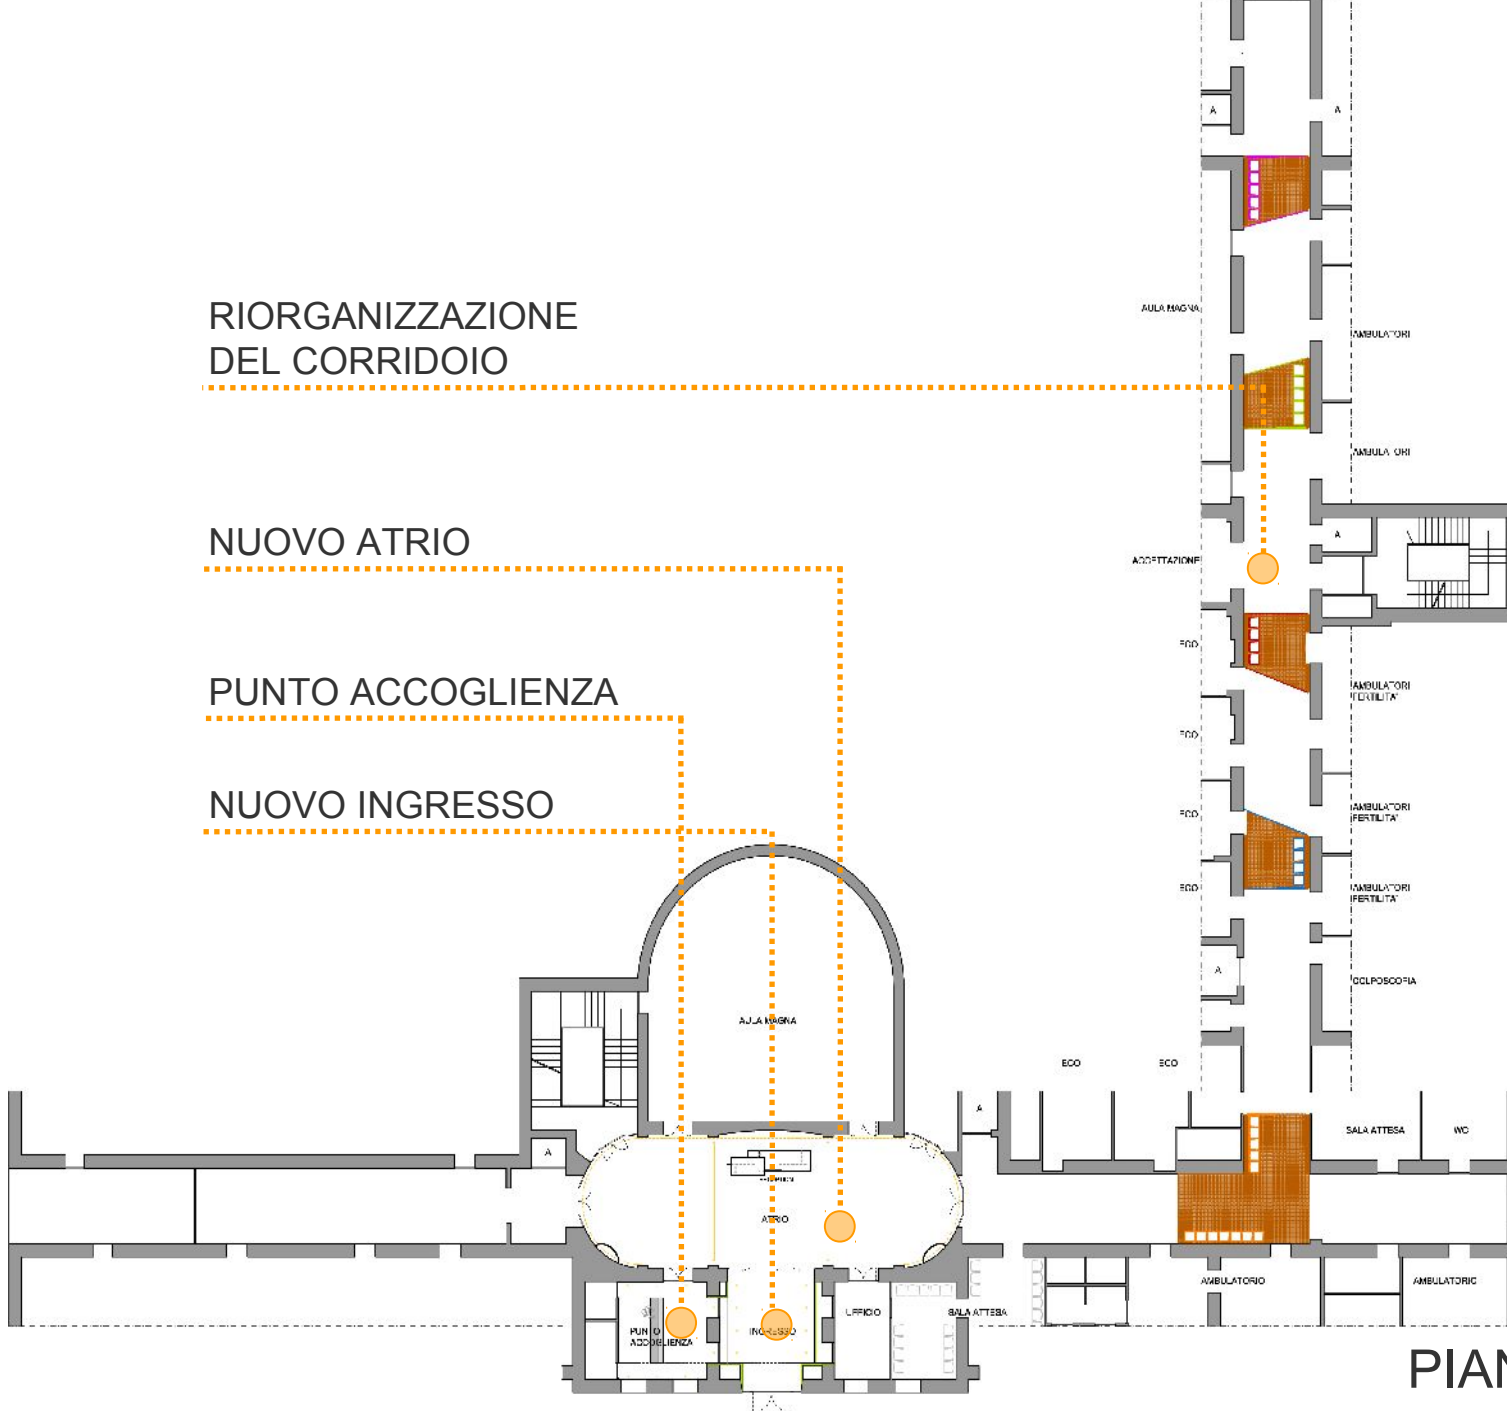 A
A
RIORGANIZZAZIONE
DEL CORRIDOIO
AULA MAGNA
AMBULATORI
AMBULATORI
NUOVO ATRIO
A
ACCETTAZIONE
ECO
PUNTO ACCOGLIENZA
AMBULATORI
FERTILITA'
ECO
NUOVO INGRESSO
ECO
AMBULATORI
FERTILITA'
ECO
AMBULATORI
FERTILITA'
A
COLPOSCOPIA
AULA MAGNA
ECO
ECO
A
SALA ATTESA
WC
A
RECEPTION
ATRIO
AMBULATORIO
AMBULATORIO
UFFICIO
SALA ATTESA
PUNTO
ACCOGLIENZA
INGRESSO
PIAN